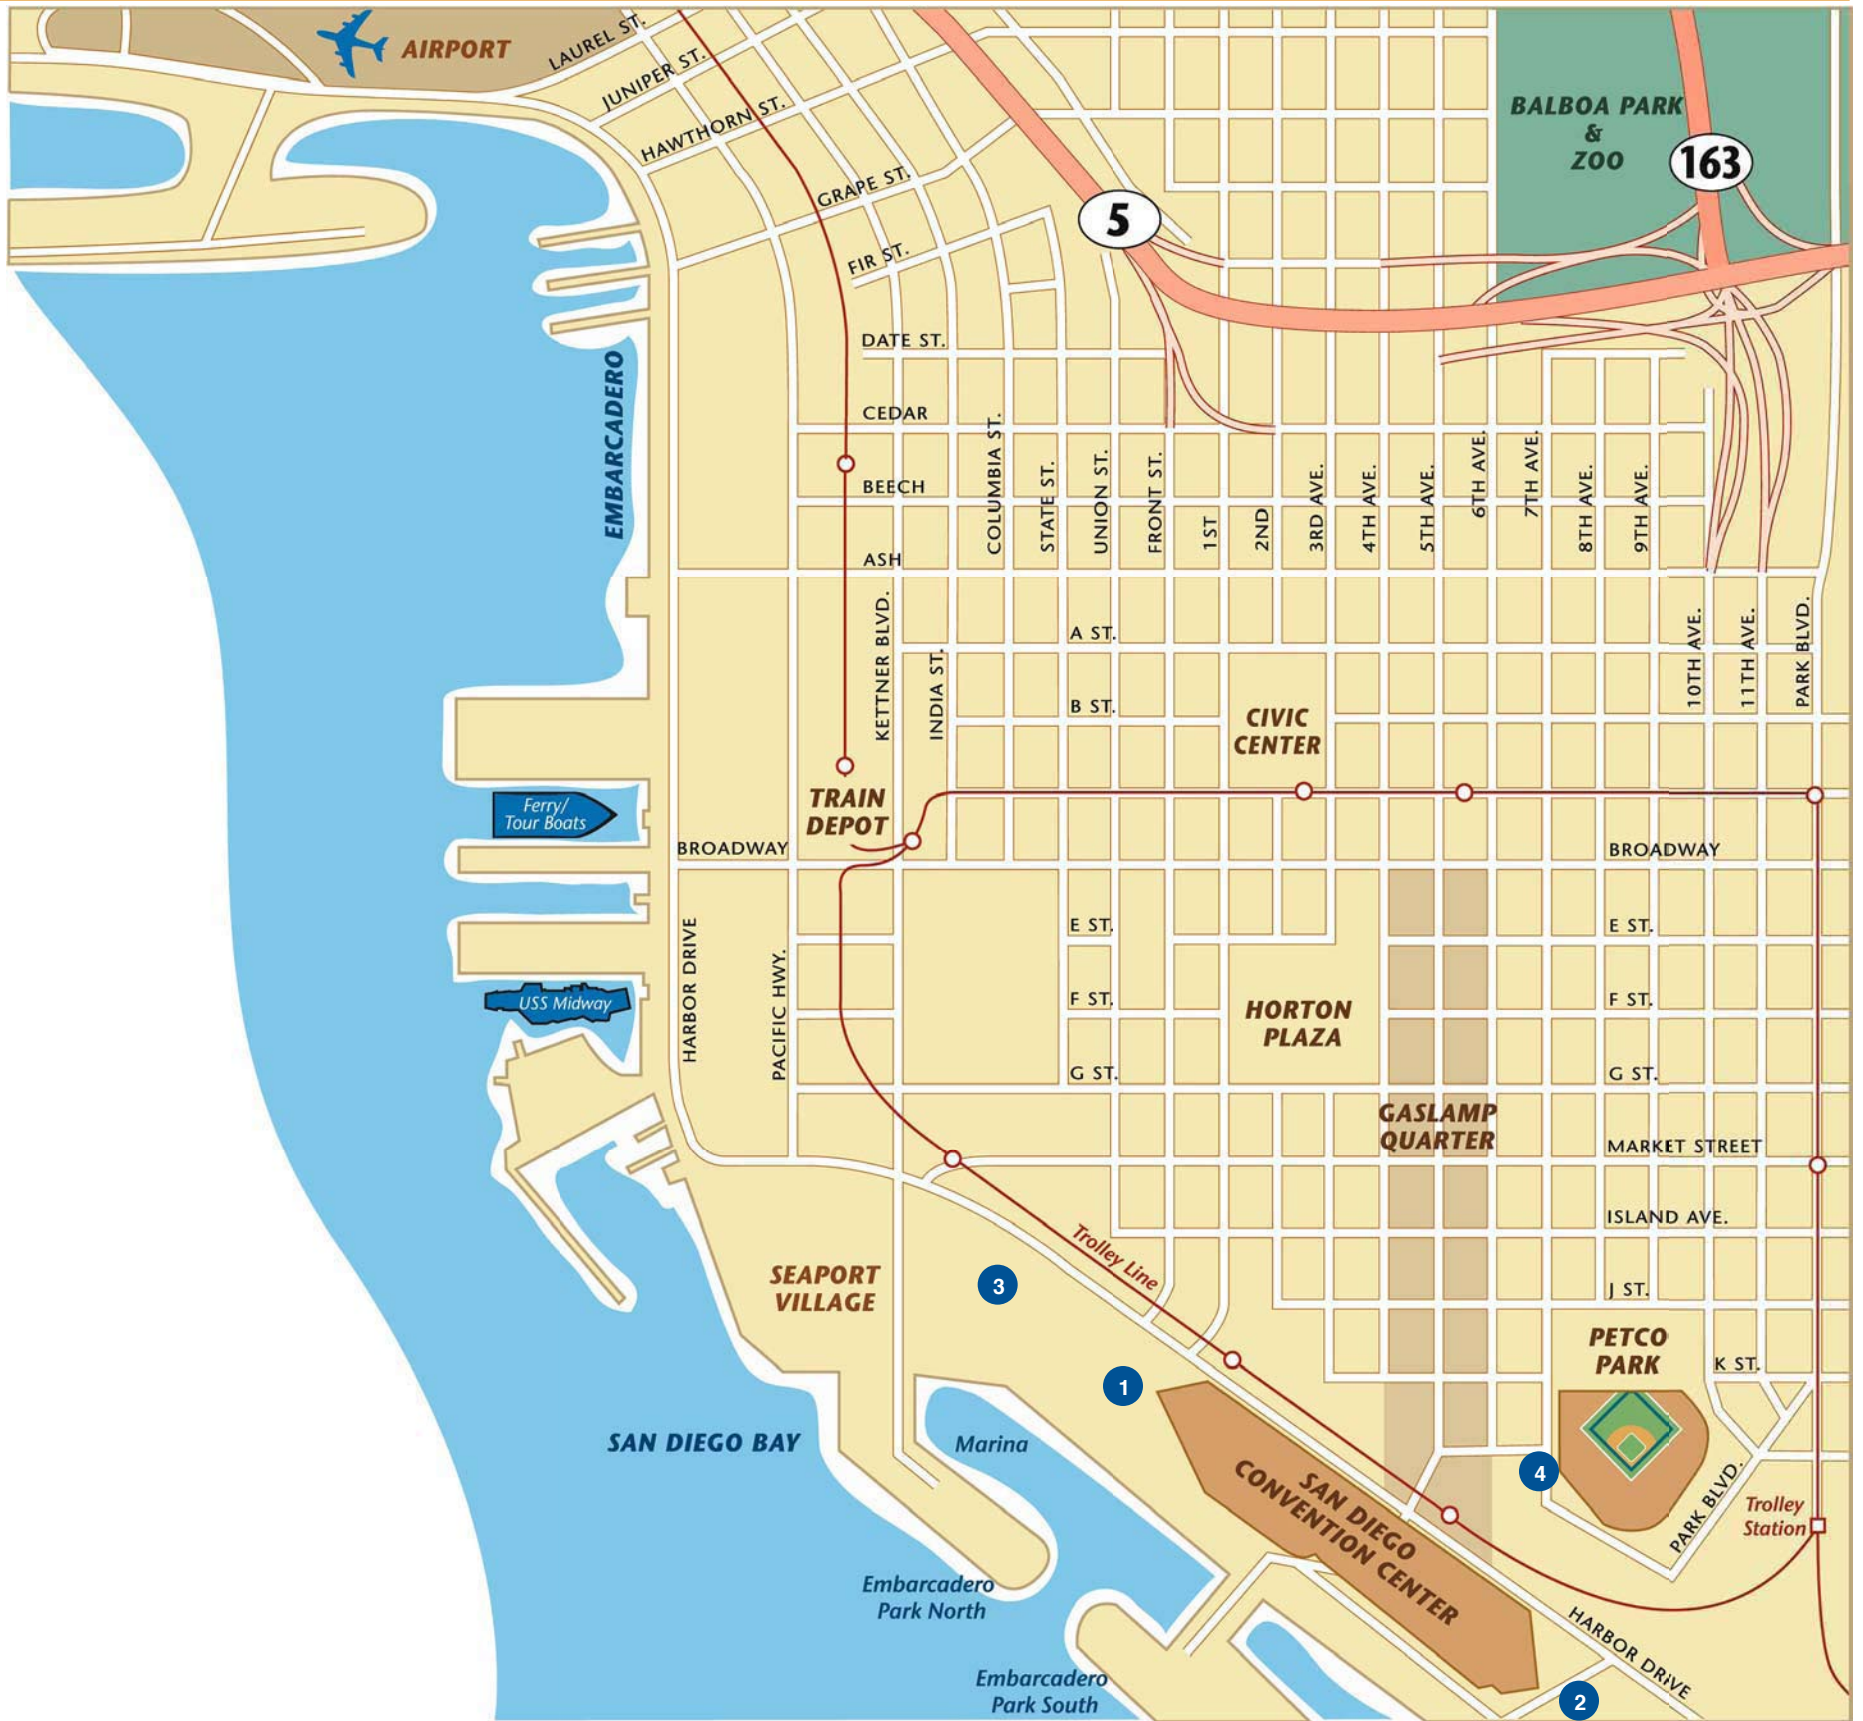 AIRPORT
LAUREL ST.
JUNIPER ST.
HAWTHORN ST.
GRAPE ST.
FIR ST.
BALBOA PARK
&
ZOO
163
5
DATE ST.
CEDAR
BEECH
ASH
EMBARCADERO
COLUMBIA ST.
STATE ST.
UNION ST.
FRONT ST.
1ST
2ND
3RD AVE.
4TH AVE.
5TH AVE.
6TH AVE.
7TH AVE.
8TH AVE.
9TH AVE.
10TH AVE.
11TH AVE.
PARK BLVD.
KETTNER BLVD.
INDIA ST.
A ST.
B ST.
CIVIC
CENTER
TRAIN
DEPOT
Ferry/
Tour Boats
BROADWAY
BROADWAY
HARBOR DRIVE
PACIFIC HWY.
E ST.
E ST.
USS Midway
F ST.
F ST.
HORTON
PLAZA
G ST.
G ST.
GASLAMP
QUARTER
MARKET STREET
ISLAND AVE.
Trolley Line
SEAPORT
VILLAGE
3
J ST.
PETCO
PARK
K ST.
1
SAN DIEGO BAY
Marina
4
SAN DIEGO
CONVENTION CENTER
PARK BLVD.
Trolley
Station
Embarcadero
Park North
HARBOR DRIVE
Embarcadero
Park South
2